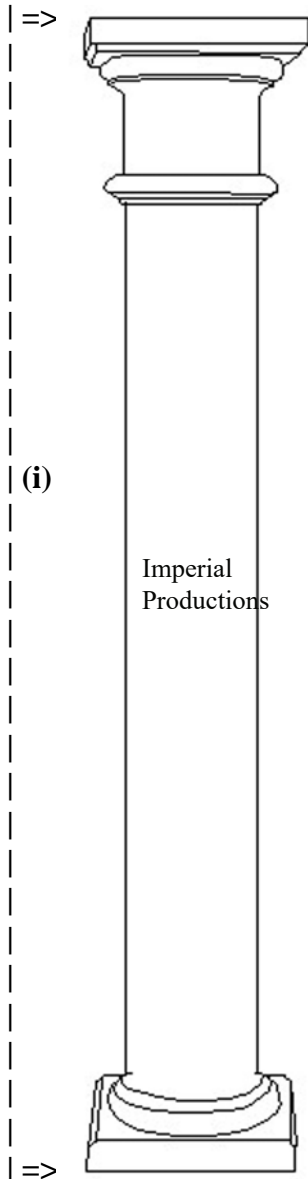 =>
(i)
Imperial
Productions
=>